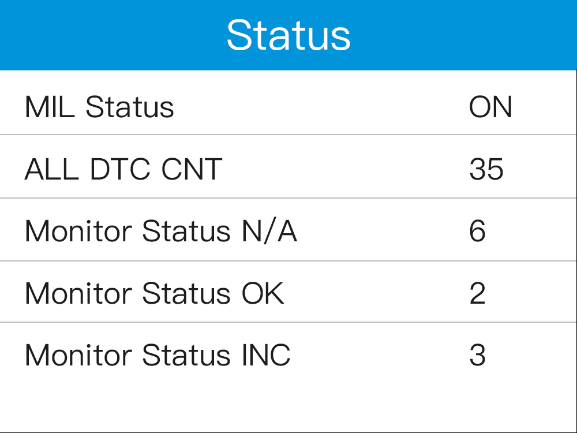 Status
MIL Status ON
ALL DTC CNT 35
Monitor Status N/A 6
Monitor Status OK 2
Monitor Status INC 3